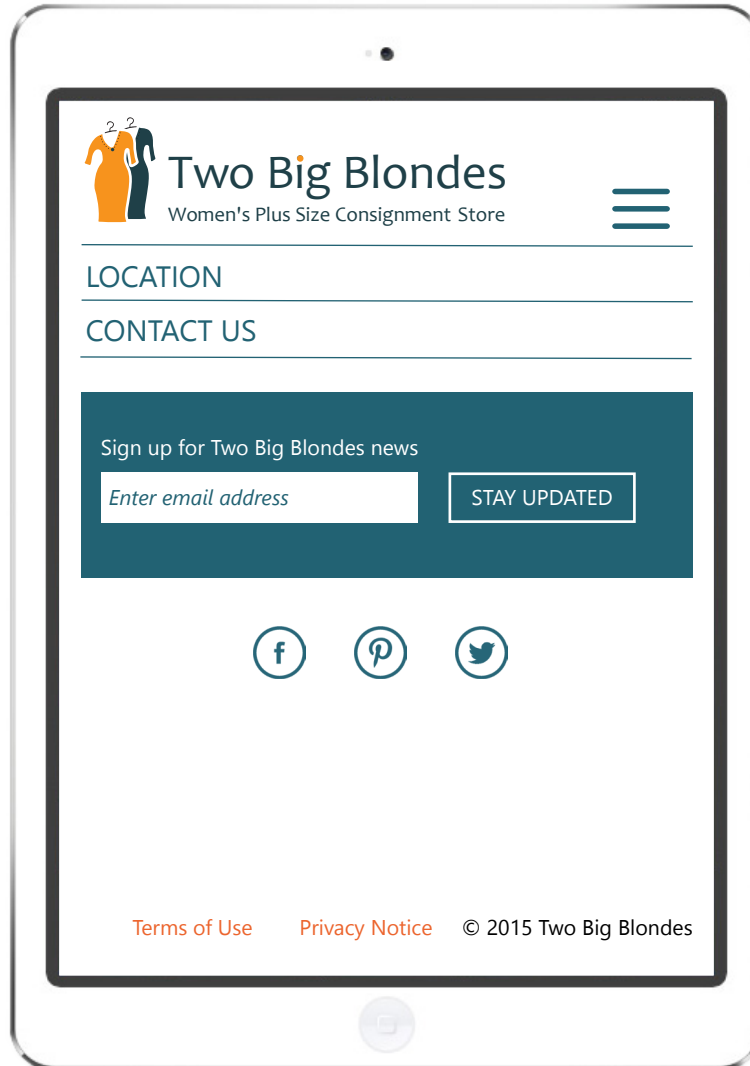 Two Big Blondes
Women's Plus Size Consignment Store
LOCATION
CONTACT US
Sign up for Two Big Blondes news
Enter email address
STAY UPDATED
Terms of Use
Privacy Notice
© 2015 Two Big Blondes